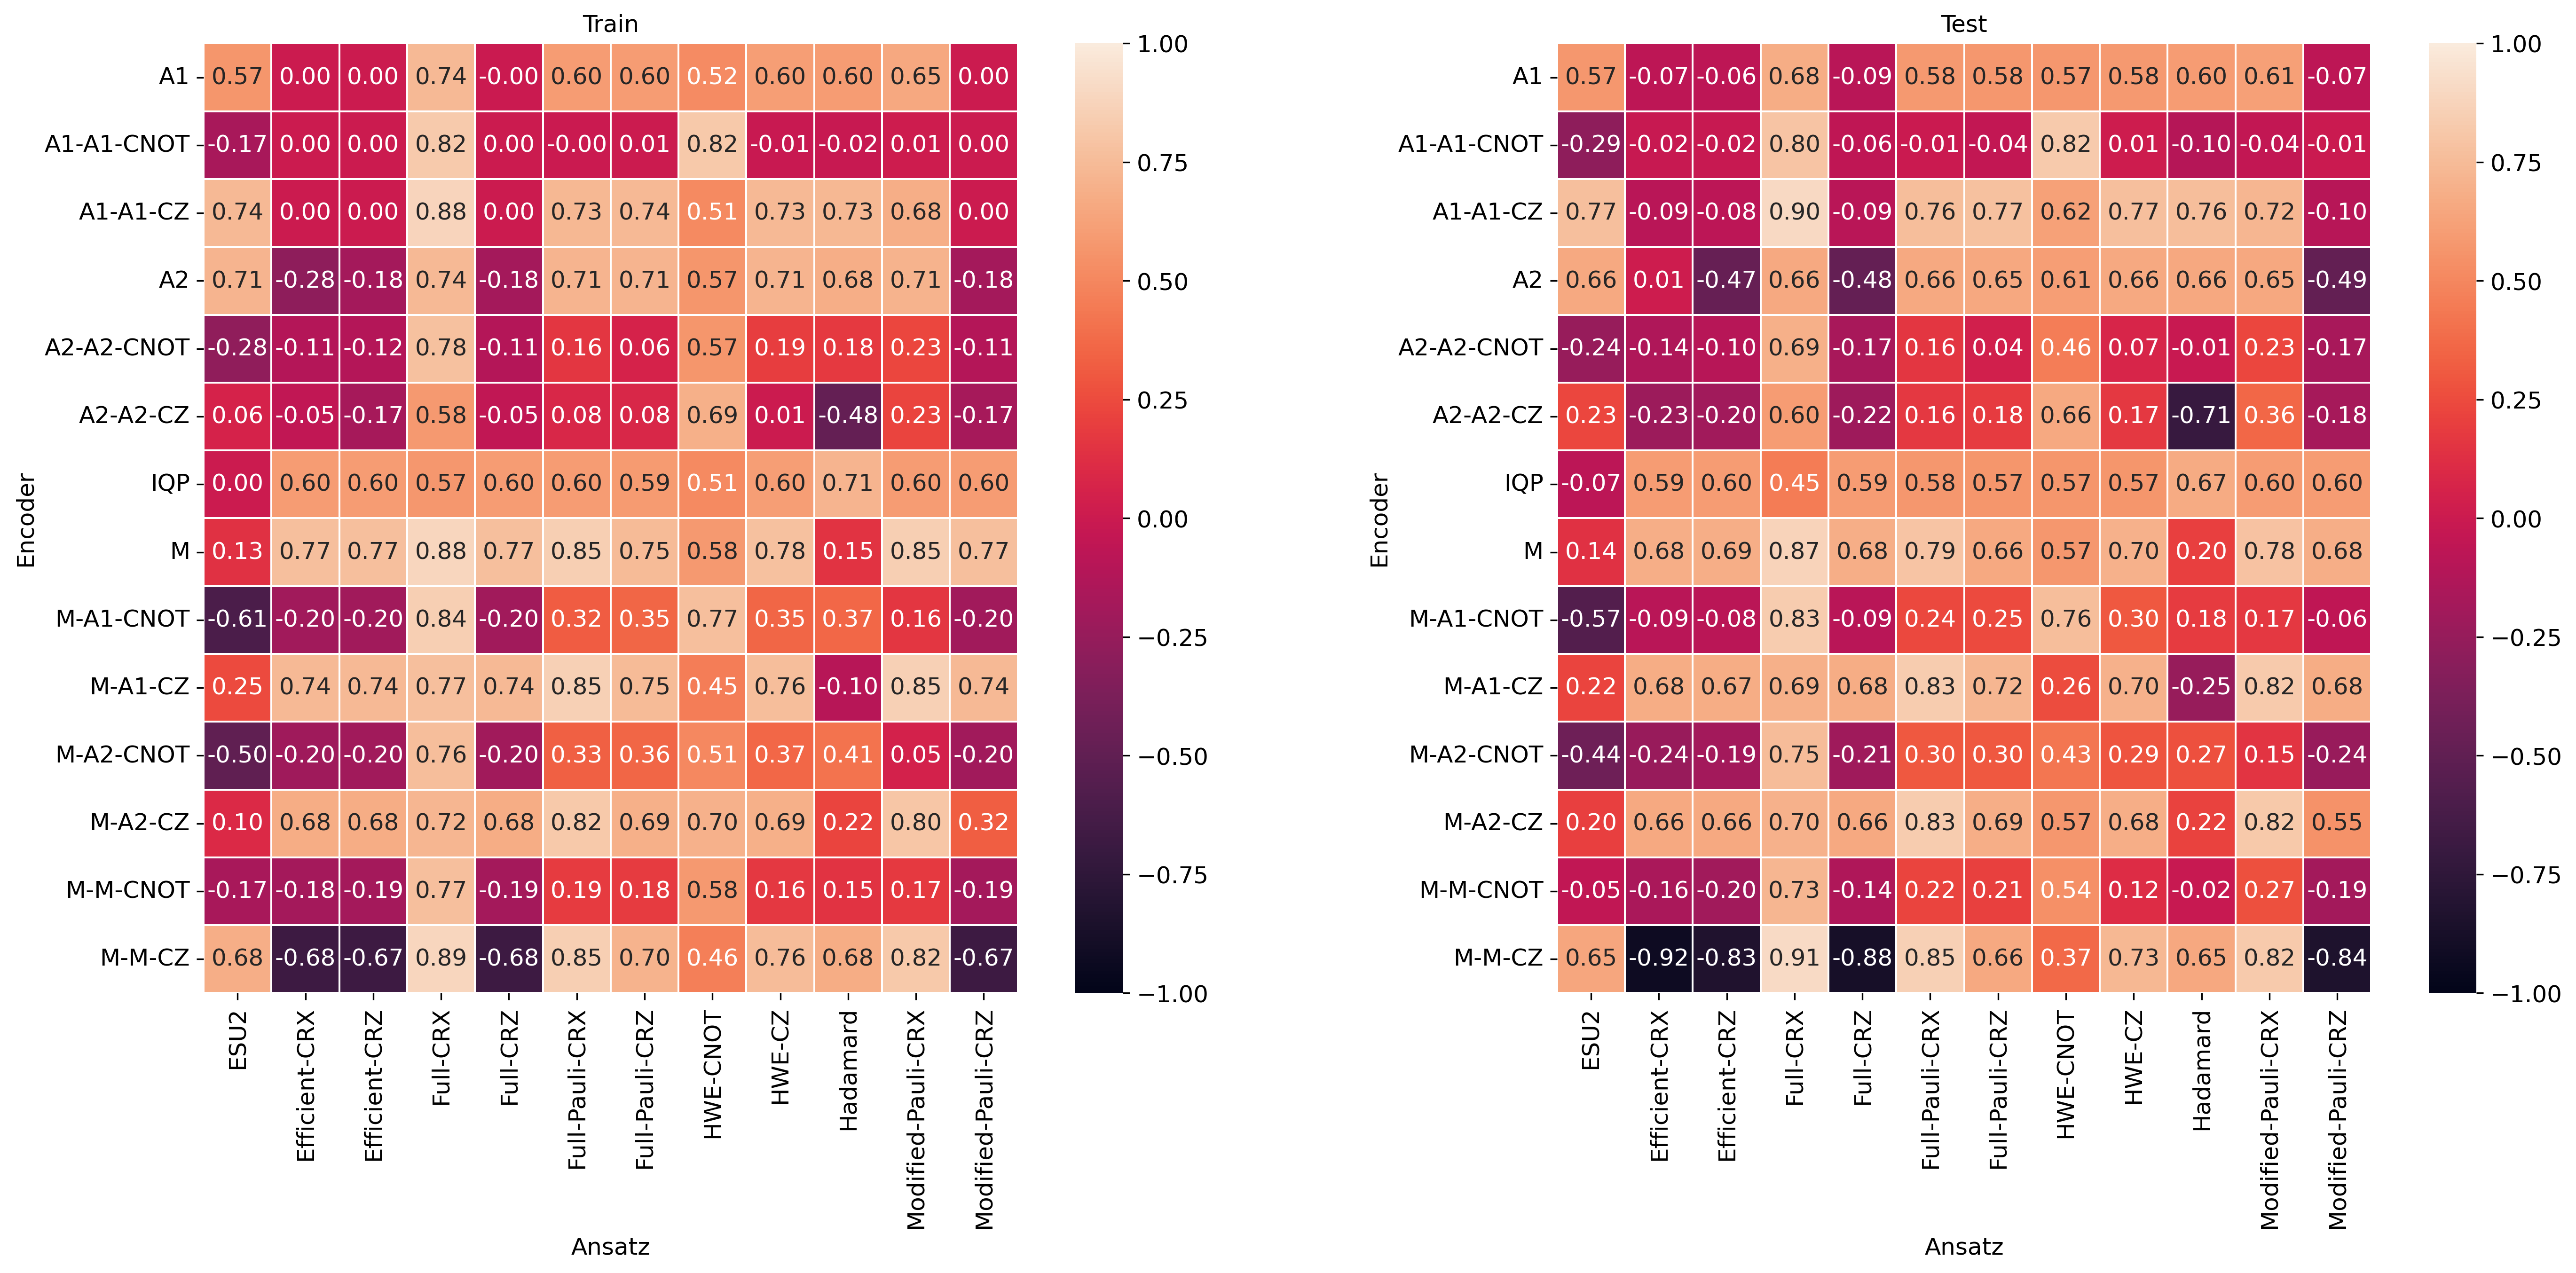 Train
A1 0.57 0.00 0.00 0.74 -0.00 0.60 0.60 0.52 0.60 0.60 0.65 0.00
A1-A1-CNOT -0.17 0.00 0.00 0.82 0.00 -0.00 0.01 0.82 -0.01 -0.02 0.01 0.00
A1-A1-CZ 0.74 0.00 0.00 0.88 0.00 0.73 0.74 0.51 0.73 0.73 0.68 0.00
A2 0.71 -0.28 -0.18 0.74 -0.18 0.71 0.71 0.57 0.71 0.68 0.71 -0.18
A2-A2-CNOT -0.28 -0.11 -0.12 0.78 -0.11 0.16 0.06 0.57 0.19 0.18 0.23 -0.11
A2-A2-CZ 0.06 -0.05 -0.17 0.58 -0.05 0.08 0.08 0.69 0.01 -0.48 0.23 -0.17
IQP 0.00 0.60 0.60 0.57 0.60 0.60 0.59 0.51 0.60 0.71 0.60 0.60
M 0.13 0.77 0.77 0.88 0.77 0.85 0.75 0.58 0.78 0.15 0.85 0.77
M-A1-CNOT -0.61 -0.20 -0.20 0.84 -0.20 0.32 0.35 0.77 0.35 0.37 0.16 -0.20
M-A1-CZ 0.25 0.74 0.74 0.77 0.74 0.85 0.75 0.45 0.76 -0.10 0.85 0.74
M-A2-CNOT -0.50 -0.20 -0.20 0.76 -0.20 0.33 0.36 0.51 0.37 0.41 0.05 -0.20
M-A2-CZ 0.10 0.68 0.68 0.72 0.68 0.82 0.69 0.70 0.69 0.22 0.80 0.32
M-M-CNOT -0.17 -0.18 -0.19 0.77 -0.19 0.19 0.18 0.58 0.16 0.15 0.17 -0.19
M-M-CZ 0.68 -0.68 -0.67 0.89 -0.68 0.85 0.70 0.46 0.76 0.68 0.82 -0.67
Encoder
ESU2
Efficient-CRX
Efficient-CRZ
Full-CRX
Full-CRZ
Full-Pauli-CRX
Full-Pauli-CRZ
HWE-CNOT
HWE-CZ
Hadamard
Modified-Pauli-CRX
Modified-Pauli-CRZ
Ansatz
1.00
0.75
0.50
0.25
0.00
−0.25
−0.50
−0.75
−1.00
Test
A1 0.57 -0.07 -0.06 0.68 -0.09 0.58 0.58 0.57 0.58 0.60 0.61 -0.07
A1-A1-CNOT -0.29 -0.02 -0.02 0.80 -0.06 -0.01 -0.04 0.82 0.01 -0.10 -0.04 -0.01
A1-A1-CZ 0.77 -0.09 -0.08 0.90 -0.09 0.76 0.77 0.62 0.77 0.76 0.72 -0.10
A2 0.66 0.01 -0.47 0.66 -0.48 0.66 0.65 0.61 0.66 0.66 0.65 -0.49
A2-A2-CNOT -0.24 -0.14 -0.10 0.69 -0.17 0.16 0.04 0.46 0.07 -0.01 0.23 -0.17
A2-A2-CZ 0.23 -0.23 -0.20 0.60 -0.22 0.16 0.18 0.66 0.17 -0.71 0.36 -0.18
IQP -0.07 0.59 0.60 0.45 0.59 0.58 0.57 0.57 0.57 0.67 0.60 0.60
M 0.14 0.68 0.69 0.87 0.68 0.79 0.66 0.57 0.70 0.20 0.78 0.68
M-A1-CNOT -0.57 -0.09 -0.08 0.83 -0.09 0.24 0.25 0.76 0.30 0.18 0.17 -0.06
M-A1-CZ 0.22 0.68 0.67 0.69 0.68 0.83 0.72 0.26 0.70 -0.25 0.82 0.68
M-A2-CNOT -0.44 -0.24 -0.19 0.75 -0.21 0.30 0.30 0.43 0.29 0.27 0.15 -0.24
M-A2-CZ 0.20 0.66 0.66 0.70 0.66 0.83 0.69 0.57 0.68 0.22 0.82 0.55
M-M-CNOT -0.05 -0.16 -0.20 0.73 -0.14 0.22 0.21 0.54 0.12 -0.02 0.27 -0.19
M-M-CZ 0.65 -0.92 -0.83 0.91 -0.88 0.85 0.66 0.37 0.73 0.65 0.82 -0.84
Encoder
ESU2
Efficient-CRX
Efficient-CRZ
Full-CRX
Full-CRZ
Full-Pauli-CRX
Full-Pauli-CRZ
HWE-CNOT
HWE-CZ
Hadamard
Modified-Pauli-CRX
Modified-Pauli-CRZ
Ansatz
1.00
0.75
0.50
0.25
0.00
−0.25
−0.50
−0.75
−1.00